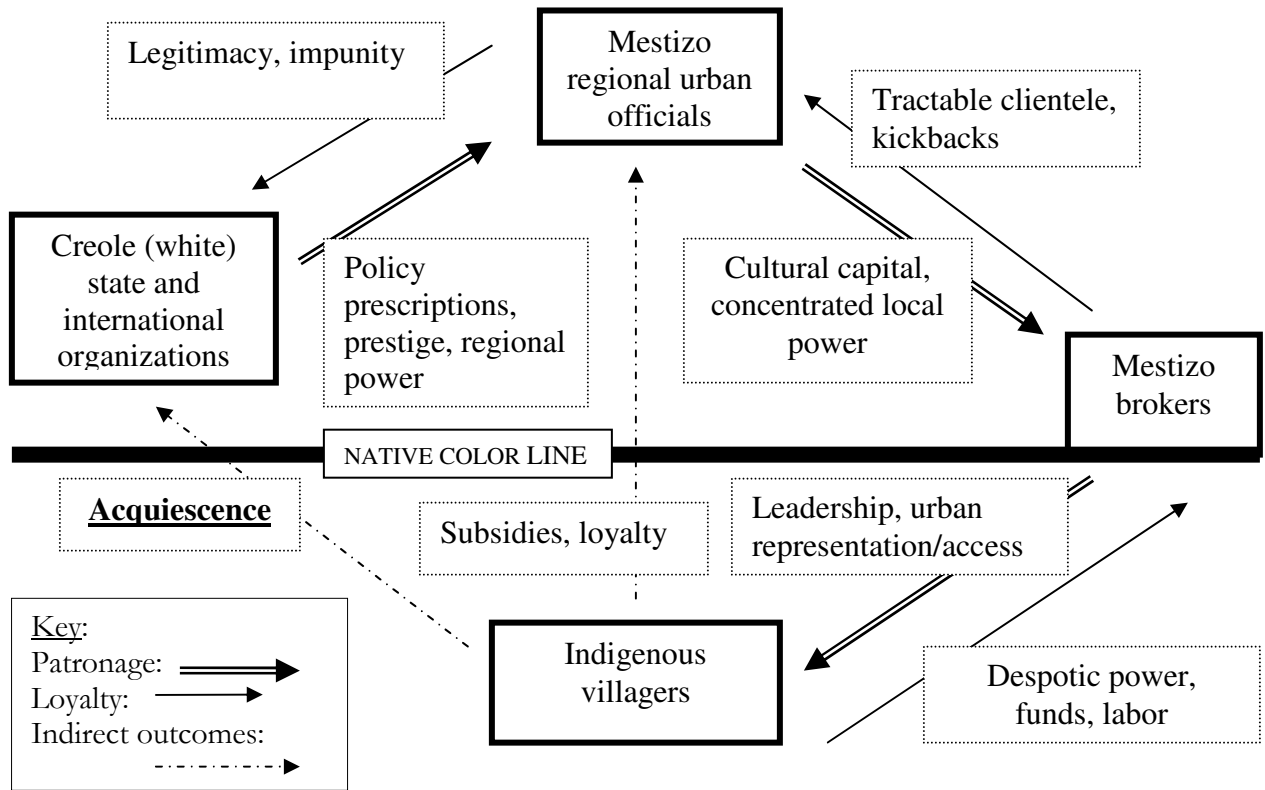 Legitimacy, impunity
Mestizo
regional urban
officials
Tractable clientele,
kickbacks
Creole (white)
state and
international
organizations
Policy
prescriptions,
prestige, regional
power
Cultural capital,
concentrated local
power
Mestizo
brokers
NATIVE COLOR LINE
Acquiescence
Subsidies, loyalty
Leadership, urban
representation/access
Key:
Patronage:
Loyalty:
Indirect outcomes:
Indigenous
villagers
Despotic power,
funds, labor